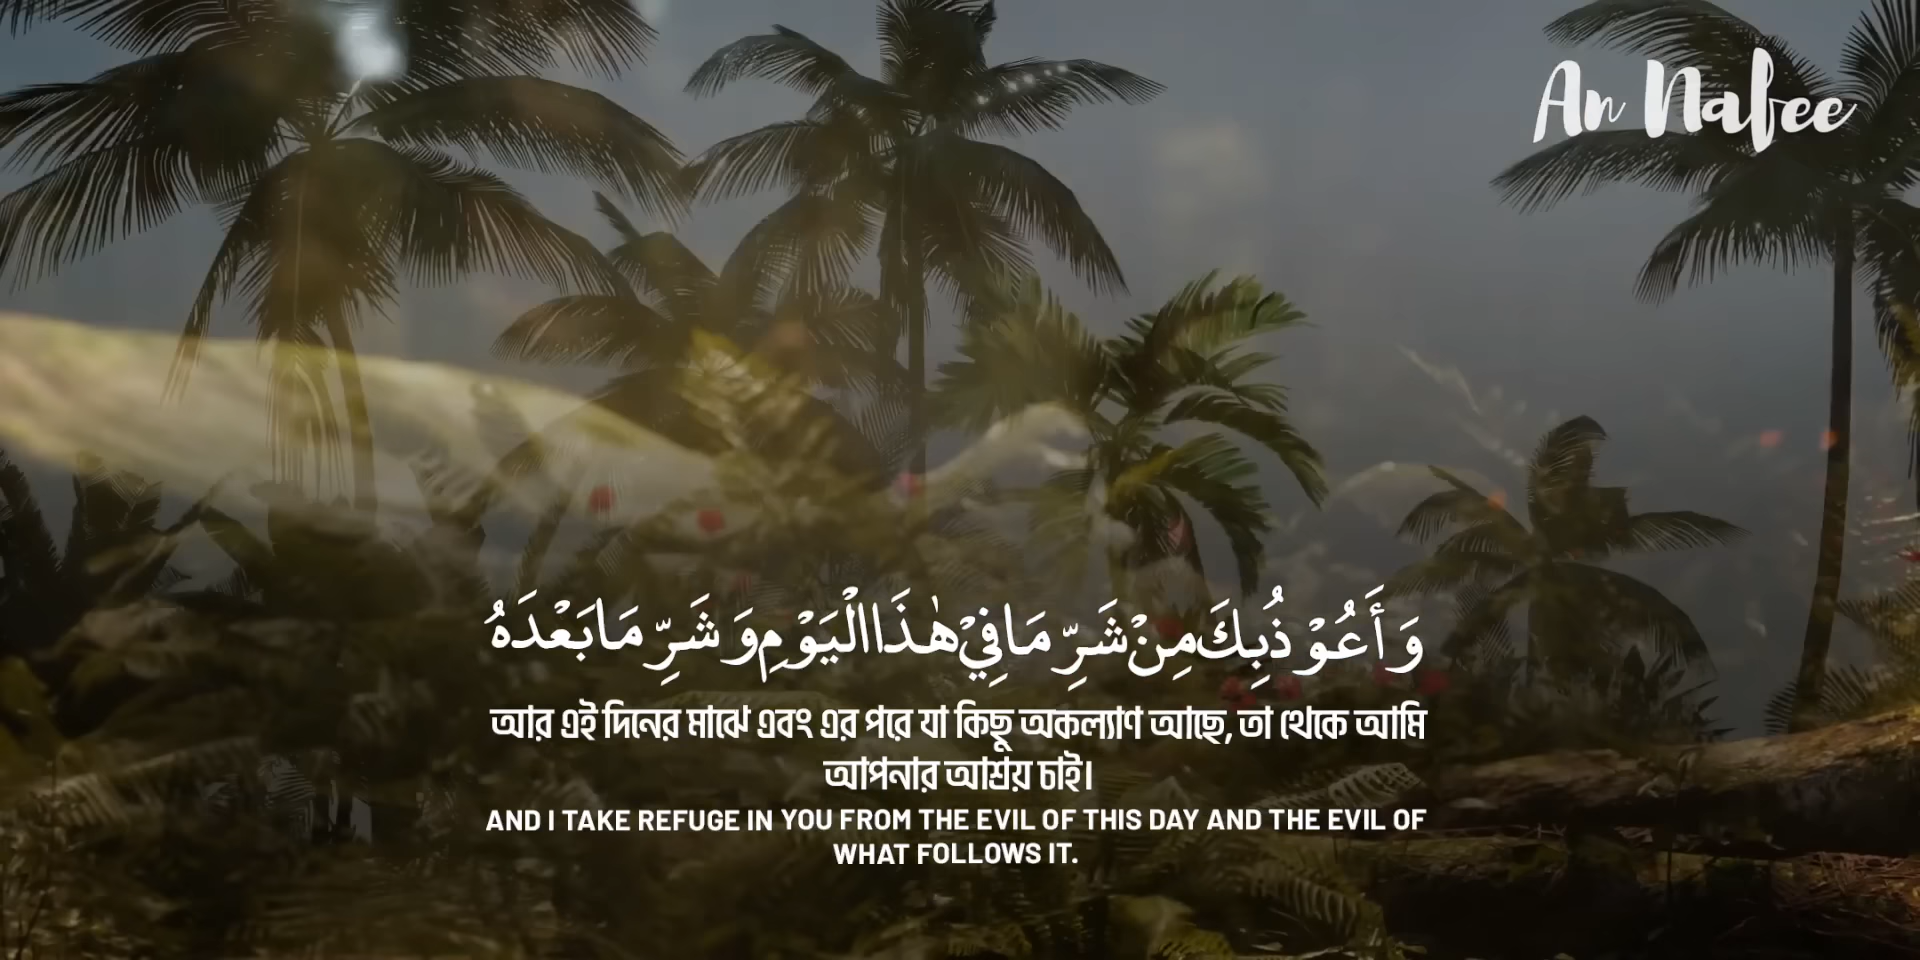 An Nafee
وَأَعُوْذُبِكَ مِنْ شَرِّ مَا فِيْ هٰذَا الْيَوْمِ وَ شَرِّ مَا بَعْدَهُ
আর এই দিনের মাঝে এবং এর পরে যা কিছু অকল্যাণ আছে, তা থেকে আমি
আপনার আশ্রয় চাই।
AND I TAKE REFUGE IN YOU FROM THE EVIL OF THIS DAY AND THE EVIL OF
WHAT FOLLOWS IT.